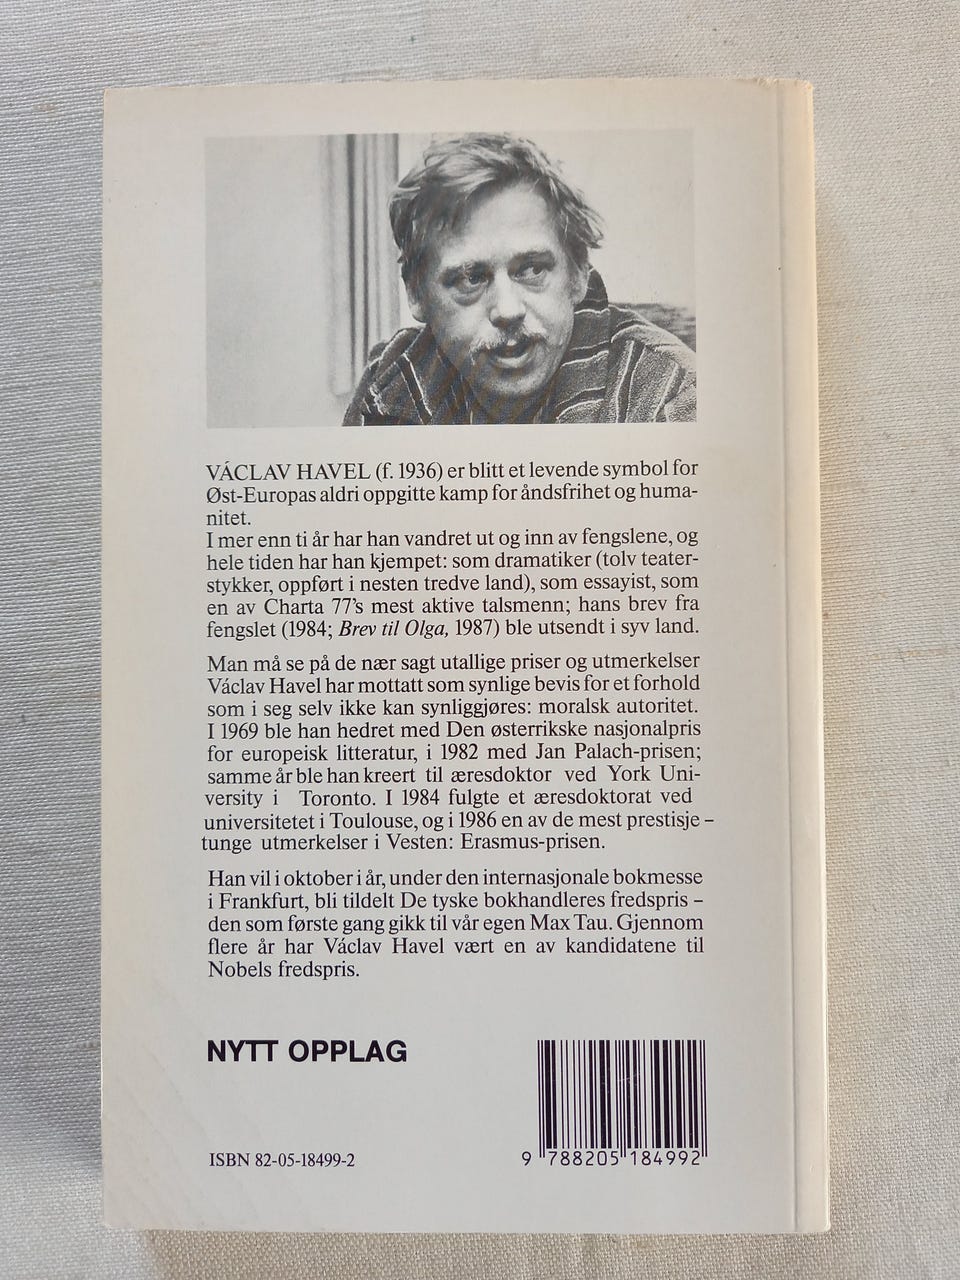 VÁCLAV HAVEL (f. 1936) er blitt et levende symbol for
Øst-Europas aldri oppgitte kamp for åndsfrihet og huma-
nitet.
I mer enn ti år har han vandret ut og inn av fengslene, og
hele tiden har han kjempet: som dramatiker (tolv teater-
stykker, oppført i nesten tredve land), som essayist, som
en av Charta 77's mest aktive talsmenn; hans brev fra
fengslet (1984; Brev til Olga, 1987) ble utsendt i syv land.
Man må se på de nær sagt utallige priser og utmerkelser
Václav Havel har mottatt som synlige bevis for et forhold
som i seg selv ikke kan synliggjøres: moralsk autoritet.
I 1969 ble han hedret med Den østerrikske nasjonalpris
for europeisk litteratur, i 1982 med Jan Palach-prisen;
samme år ble han kreert til æresdoktor ved York Uni-
versity i Toronto. I 1984 fulgte et æresdoktorat ved
universitetet i Toulouse, og i 1986 en av de mest prestisje –
tunge utmerkelser i Vesten: Erasmus-prisen.
Han vil i oktober i år, under den internasjonale bokmesse
i Frankfurt, bli tildelt De tyske bokhandleres fredspris –
den som første gang gikk til vår egen Max Tau. Gjennom
flere år har Václav Havel vært en av kandidatene til
Nobels fredspris.
NYTT OPPLAG
ISBN 82-05-18499-2
9 788205 184992